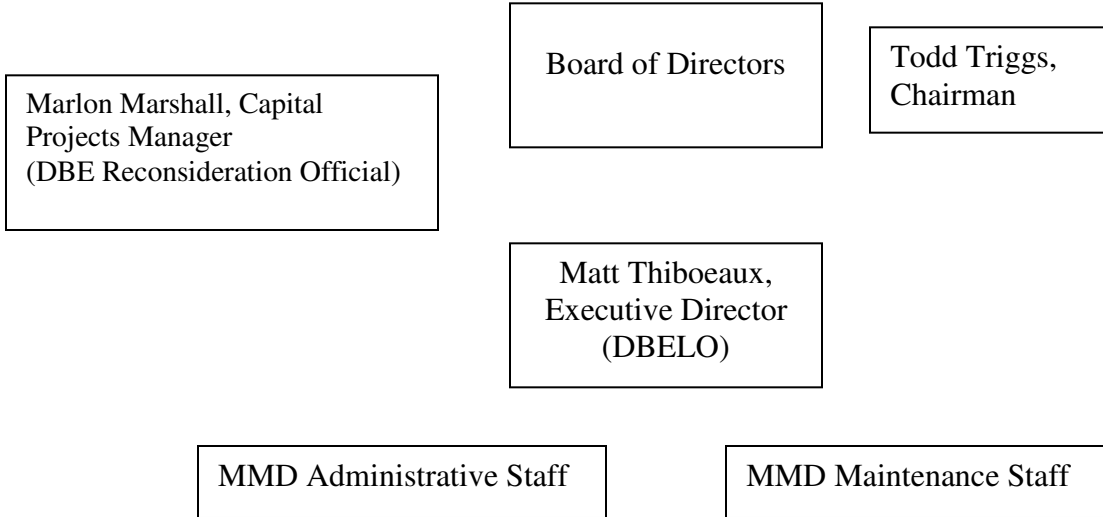 Board of Directors
Todd Triggs,
Chairman
Marlon Marshall, Capital
Projects Manager
(DBE Reconsideration Official)
Matt Thiboeaux,
Executive Director
(DBELO)
MMD Administrative Staff
MMD Maintenance Staff